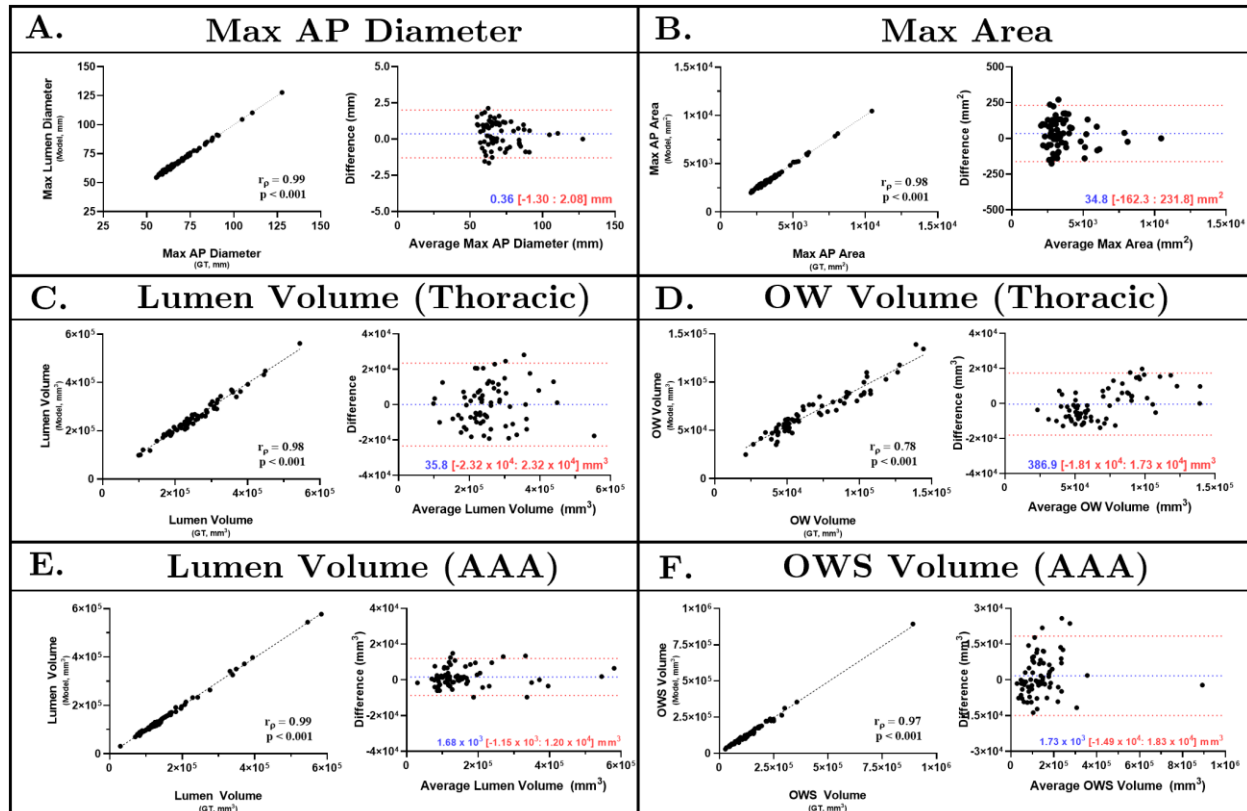 A. Max AP Diameter
150
125
100
75
50
25
Max Lumen Diameter
(Model, mm)
rρ = 0.99
p < 0.001
25 50 75 100 125 150
Max AP Diameter
(GT, mm)
5.0
2.5
0.0
-2.5
-5.0
Difference (mm)
0.36 [-1.30 : 2.08] mm
0 50 100 150
Average Max AP Diameter (mm)
B. Max Area
1.5×10⁴
1×10⁴
5×10³
0
Max AP Area
(Model, mm²)
rρ = 0.98
p < 0.001
0 5×10³ 1×10⁴ 1.5×10⁴
Max AP Area
(GT, mm²)
500
250
0
-250
-500
Difference (mm²)
34.8 [-162.3 : 231.8] mm²
0 5×10³ 1×10⁴ 1.5×10⁴
Average Max Area (mm²)
C. Lumen Volume (Thoracic)
6×10⁵
4×10⁵
2×10⁵
0
Lumen Volume
(Model, mm³)
rρ = 0.98
p < 0.001
0 2×10⁵ 4×10⁵ 6×10⁵
Lumen Volume
(GT, mm³)
4×10⁴
2×10⁴
0
-2×10⁴
-4×10⁴
Difference
35.8 [-2.32 x 10⁴: 2.32 x 10⁴] mm³
0 2×10⁵ 4×10⁵ 6×10⁵
Average Lumen Volume (mm³)
D. OW Volume (Thoracic)
1.5×10⁵
1×10⁵
5×10⁴
0
OW Volume
(Model, mm³)
rρ = 0.78
p < 0.001
0 5×10⁴ 1×10⁵ 1.5×10⁵
OW Volume
(GT, mm³)
4×10⁴
2×10⁴
0
-2×10⁴
-4×10⁴
Difference (mm³)
386.9 [-1.81 x 10⁴: 1.73 x 10⁴] mm³
0 5×10⁴ 1×10⁵ 1.5×10⁵
Average OW Volume (mm³)
E. Lumen Volume (AAA)
6×10⁵
4×10⁵
2×10⁵
0
Lumen Volume
(Model, mm³)
rρ = 0.99
p < 0.001
0 2×10⁵ 4×10⁵ 6×10⁵
Lumen Volume
(GT, mm³)
4×10⁴
2×10⁴
0
-2×10⁴
-4×10⁴
Difference (mm³)
1.68 x 10³ [-1.15 x 10³: 1.20 x 10⁴] mm³
0 2×10⁵ 4×10⁵ 6×10⁵
Average Lumen Volume (mm³)
F. OWS Volume (AAA)
1×10⁶
7.5×10⁵
5×10⁵
2.5×10⁵
0
OWS Volume
(Model, mm³)
rρ = 0.97
p < 0.001
0 2.5×10⁵ 5×10⁵ 7.5×10⁵ 1×10⁶
OWS Volume
(GT, mm³)
3×10⁴
1.5×10⁴
0
-1.5×10⁴
-3×10⁴
Difference (mm³)
1.73 x 10³ [-1.49 x 10⁴: 1.83 x 10⁴] mm³
0 2×10⁵ 4×10⁵ 6×10⁵ 8×10⁵ 1×10⁶
Average OWS Volume (mm³)